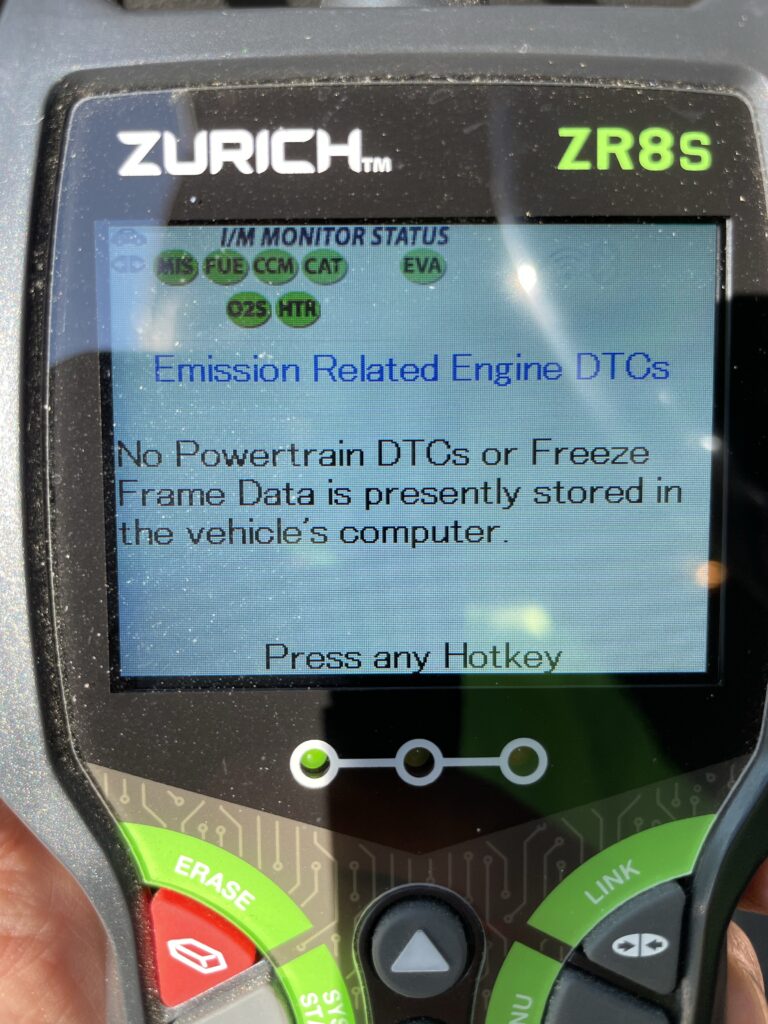 ZURICH™
ZR8S
I/M MONITOR STATUS
MIS FUE CCM CAT EVA
O2S HTR
Emission Related Engine DTCs
No Powertrain DTCs or Freeze
Frame Data is presently stored in
the vehicle's computer.
Press any Hotkey
ERASE
LINK